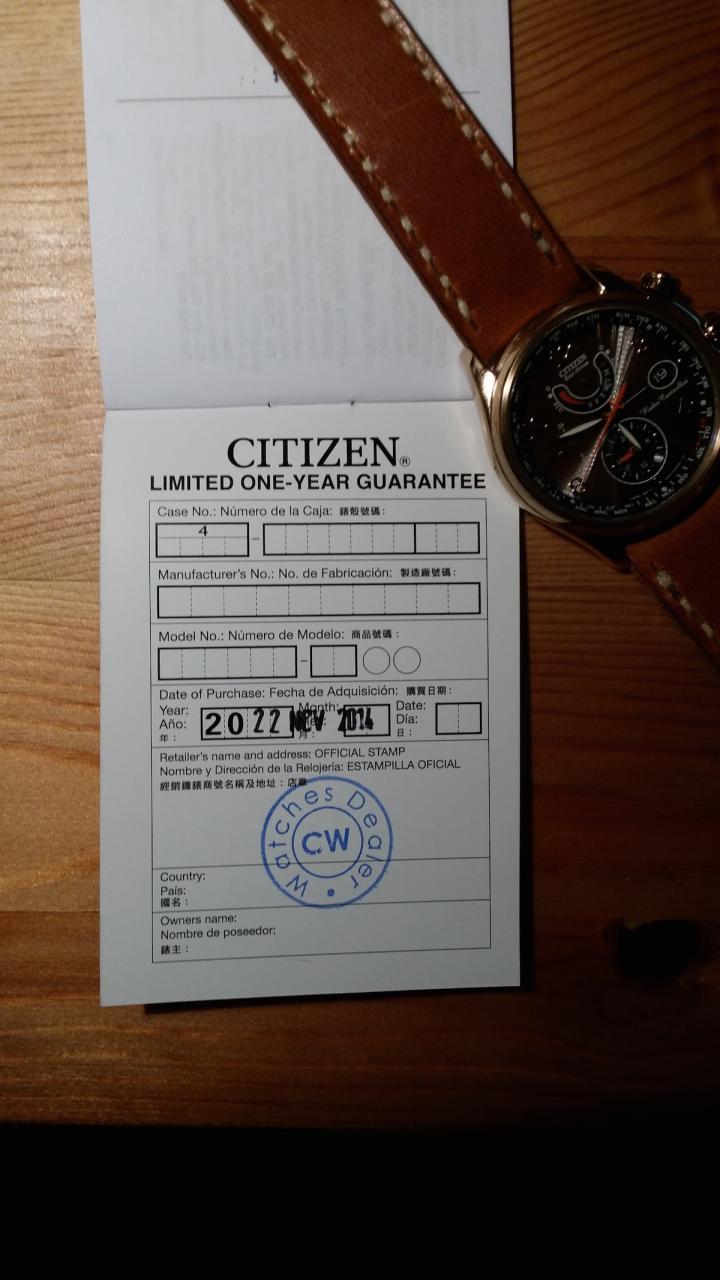 CITIZEN®
LIMITED ONE-YEAR GUARANTEE
Case No.: Número de la Caja: 錶殼號碼:
4
Manufacturer's No.: No. de Fabricación: 製造廠號碼:
Model No.: Número de Modelo: 商品號碼:
Date of Purchase: Fecha de Adquisición: 購買日期:
Year: Month: Date:
Año: 20 22 NOV 2014 Día:
年: 月: 日:
Retailer's name and address: OFFICIAL STAMP
Nombre y Dirección de la Relojería: ESTAMPILLA OFICIAL
經銷鐘錶商號名稱及地址:店章
Watches Dealer
CW
Country:
País:
國名:
Owners name:
Nombre de poseedor:
錶主:
CITIZEN
Eco-Drive